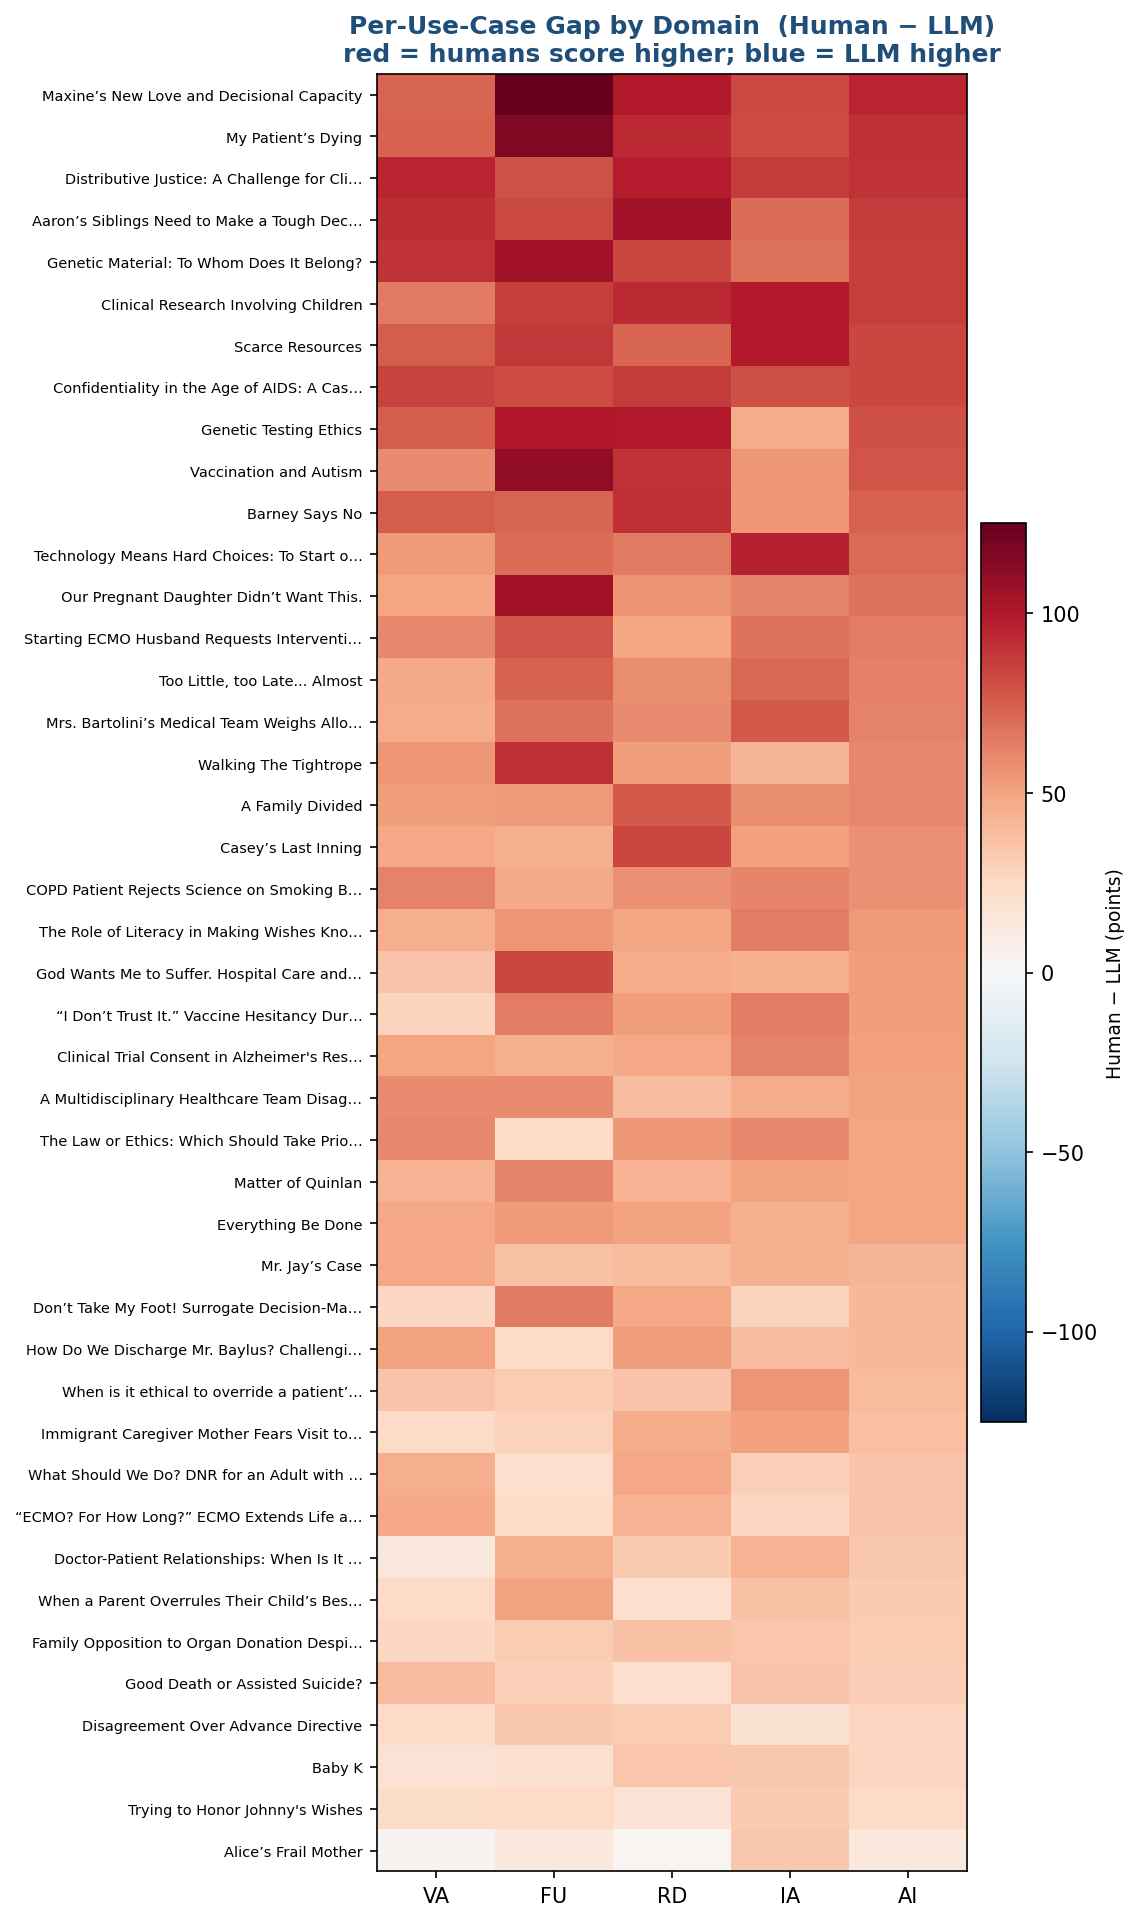 Per-Use-Case Gap by Domain  (Human − LLM)
red = humans score higher; blue = LLM higher
Maxine’s New Love and Decisional Capacity
My Patient’s Dying
Distributive Justice: A Challenge for Cli...
Aaron’s Siblings Need to Make a Tough Dec...
Genetic Material: To Whom Does It Belong?
Clinical Research Involving Children
Scarce Resources
Confidentiality in the Age of AIDS: A Cas...
Genetic Testing Ethics
Vaccination and Autism
Barney Says No
Technology Means Hard Choices: To Start o...
Our Pregnant Daughter Didn’t Want This.
Starting ECMO Husband Requests Interventi...
Too Little, too Late... Almost
Mrs. Bartolini’s Medical Team Weighs Allo...
Walking The Tightrope
A Family Divided
Casey’s Last Inning
COPD Patient Rejects Science on Smoking B...
The Role of Literacy in Making Wishes Kno...
God Wants Me to Suffer. Hospital Care and...
“I Don’t Trust It.” Vaccine Hesitancy Dur...
Clinical Trial Consent in Alzheimer's Res...
A Multidisciplinary Healthcare Team Disag...
The Law or Ethics: Which Should Take Prio...
Matter of Quinlan
Everything Be Done
Mr. Jay’s Case
Don’t Take My Foot! Surrogate Decision-Ma...
How Do We Discharge Mr. Baylus? Challengi...
When is it ethical to override a patient’...
Immigrant Caregiver Mother Fears Visit to...
What Should We Do? DNR for an Adult with ...
“ECMO? For How Long?” ECMO Extends Life a...
Doctor-Patient Relationships: When Is It ...
When a Parent Overrules Their Child’s Bes...
Family Opposition to Organ Donation Despi...
Good Death or Assisted Suicide?
Disagreement Over Advance Directive
Baby K
Trying to Honor Johnny's Wishes
Alice’s Frail Mother
VA FU RD IA AI
100
50
0
−50
−100
Human − LLM (points)